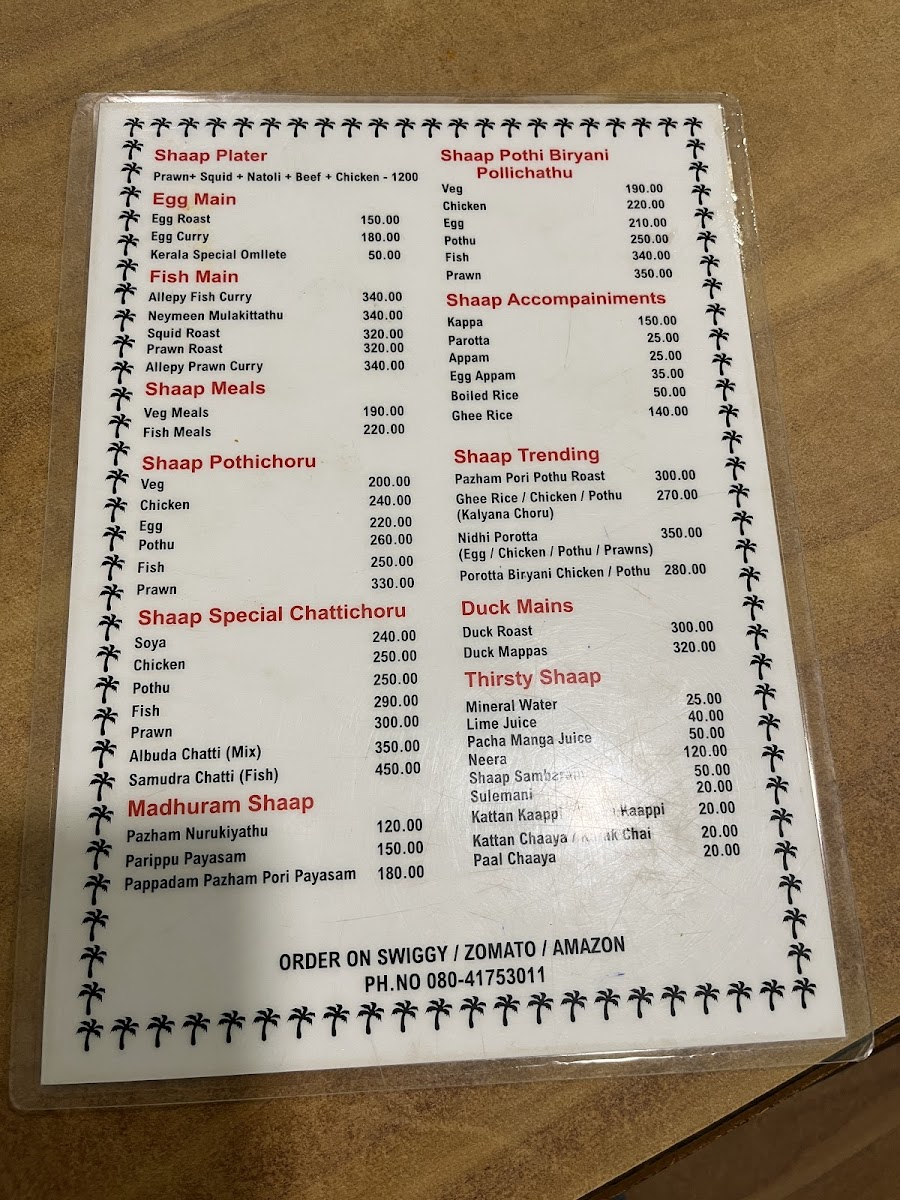 Shaap Plater
Prawn+ Squid + Natoli + Beef + Chicken - 1200
Egg Main
Egg Roast 150.00
Egg Curry 180.00
Kerala Special Omllete 50.00
Fish Main
Allepy Fish Curry 340.00
Neymeen Mulakittathu 340.00
Squid Roast 320.00
Prawn Roast 320.00
Allepy Prawn Curry 340.00
Shaap Meals
Veg Meals 190.00
Fish Meals 220.00
Shaap Pothichoru
Veg 200.00
Chicken 240.00
Egg 220.00
Pothu 260.00
Fish 250.00
Prawn 330.00
Shaap Special Chattichoru
Soya 240.00
Chicken 250.00
Pothu 250.00
Fish 290.00
Prawn 300.00
Albuda Chatti (Mix) 350.00
Samudra Chatti (Fish) 450.00
Madhuram Shaap
Pazham Nurukiyathu 120.00
Parippu Payasam 150.00
Pappadam Pazham Pori Payasam 180.00
Shaap Pothi Biryani
Pollichathu
Veg 190.00
Chicken 220.00
Egg 210.00
Pothu 250.00
Fish 340.00
Prawn 350.00
Shaap Accompainiments
Kappa 150.00
Parotta 25.00
Appam 25.00
Egg Appam 35.00
Boiled Rice 50.00
Ghee Rice 140.00
Shaap Trending
Pazham Pori Pothu Roast 300.00
Ghee Rice / Chicken / Pothu 270.00
(Kalyana Choru)
Nidhi Porotta 350.00
(Egg / Chicken / Pothu / Prawns)
Porotta Biryani Chicken / Pothu 280.00
Duck Mains
Duck Roast 300.00
Duck Mappas 320.00
Thirsty Shaap
Mineral Water 25.00
Lime Juice 40.00
Pacha Manga Juice 50.00
Neera 120.00
Shaap Sambaram 50.00
Sulemani 20.00
Kattan Kaappi Kaappi 20.00
Kattan Chaaya / Chai 20.00
Paal Chaaya 20.00
ORDER ON SWIGGY / ZOMATO / AMAZON
PH.NO 080-41753011